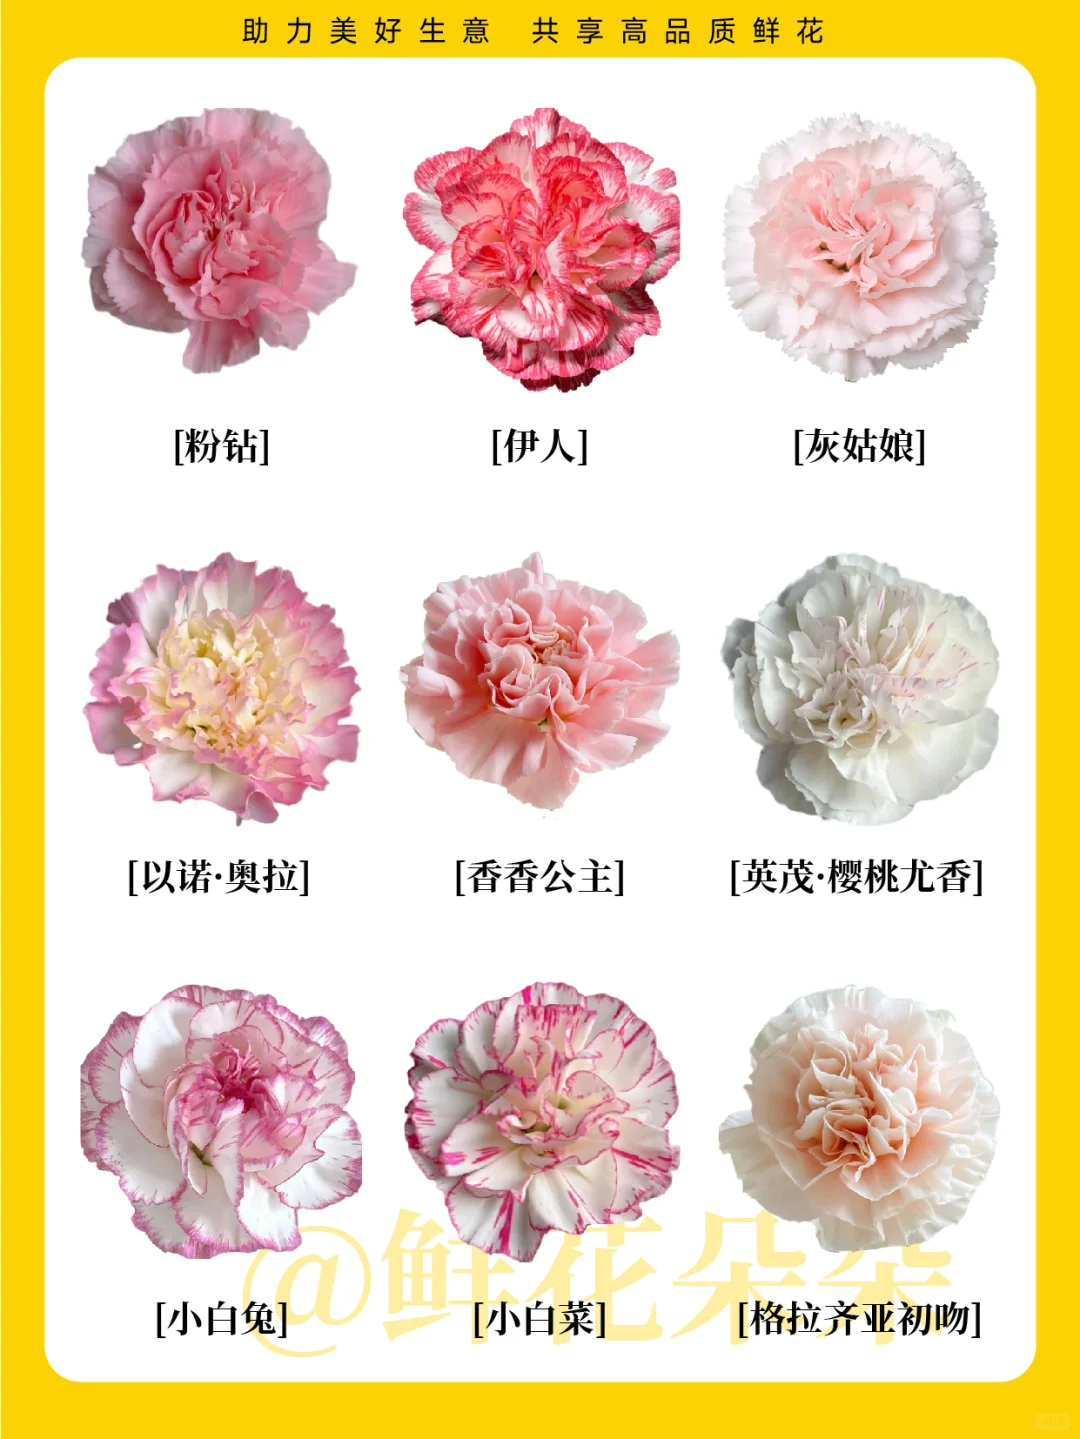 助力美好生意 共享高品质鲜花
[粉钻]
[伊人]
[灰姑娘]
[以诺·奥拉]
[香香公主]
[英茂·樱桃尤香]
[小白兔]
[小白菜]
[格拉齐亚初吻]
@鲜花朵朵